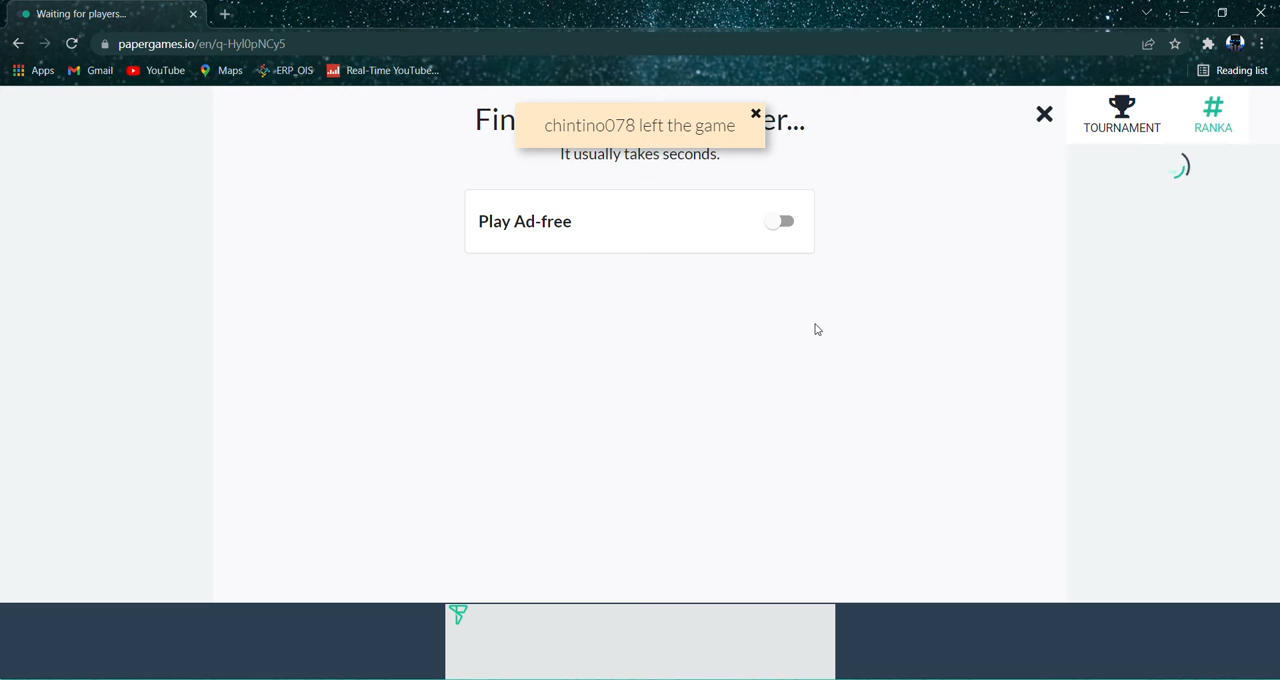 Waiting for players...
papergames.io/en/q-Hyl0pNCy5
Apps Gmail YouTube Maps ERP_OIS Real-Time YouTube... Reading list
Fin er...
chintino078 left the game
It usually takes seconds.
TOURNAMENT
# RANKA
Play Ad-free